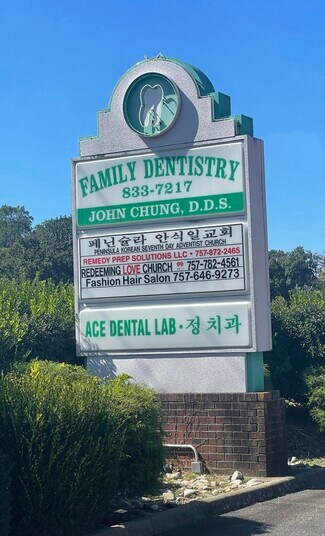 FAMILY DENTISTRY
833-7217
JOHN CHUNG, D.D.S.
페닌슐라 안식일교회
PENINSULA KOREAN SEVENTH DAY ADVENTIST CHURCH
REMEDY PREP SOLUTIONS LLC • 757-872-2465
REDEEMING LOVE CHURCH 757-782-4561
Fashion Hair Salon 757-646-9273
ACE DENTAL LAB • 정치과